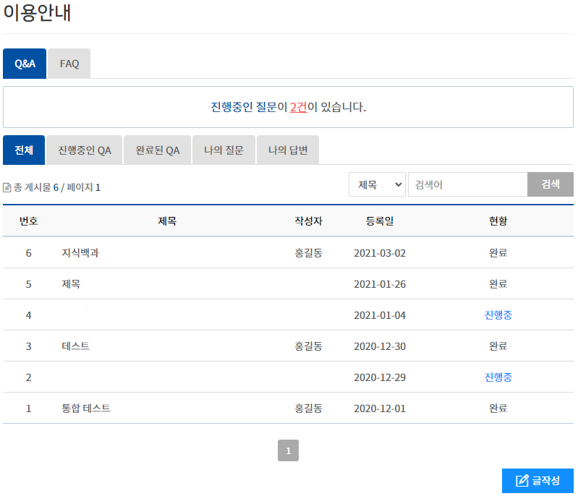 이용안내
Q&A FAQ
진행중인 질문이 2건이 있습니다.
전체 진행중인 QA 완료된 QA 나의 질문 나의 답변
총 게시물 6 / 페이지 1 제목 검색어 검색
번호 제목 작성자 등록일 현황
6 지식백과 홍길동 2021-03-02 완료
5 제목 2021-01-26 완료
4 2021-01-04 진행중
3 테스트 홍길동 2020-12-30 완료
2 2020-12-29 진행중
1 통합 테스트 홍길동 2020-12-01 완료
1
글작성